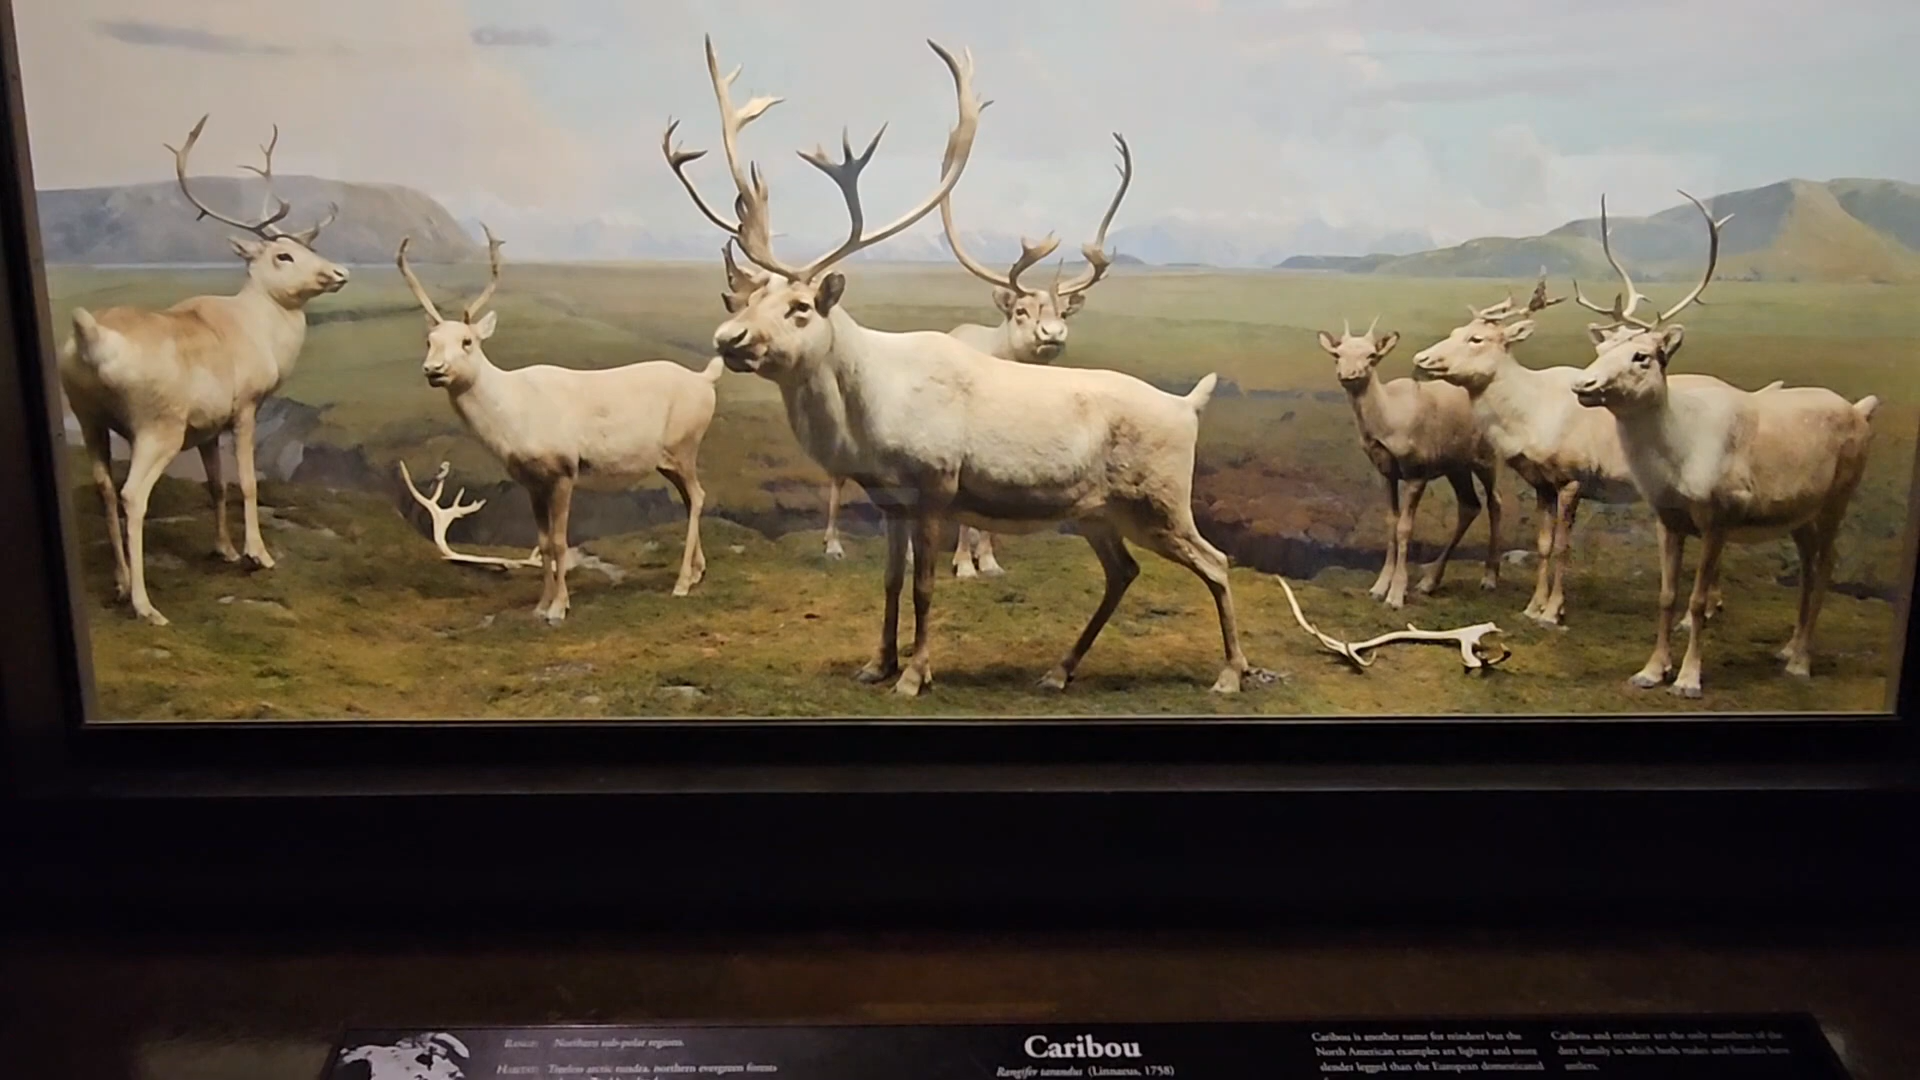 Range: Northern sub-polar regions.
Habitat: Treeless arctic tundra, northern evergreen forests
Caribou
Rangifer tarandus (Linnaeus, 1758)
Caribou is another name for reindeer but the
North American examples are lighter and more
slender legged than the European domesticated
Caribou and reindeer are the only members of the
deer family in which both males and females have
antlers.